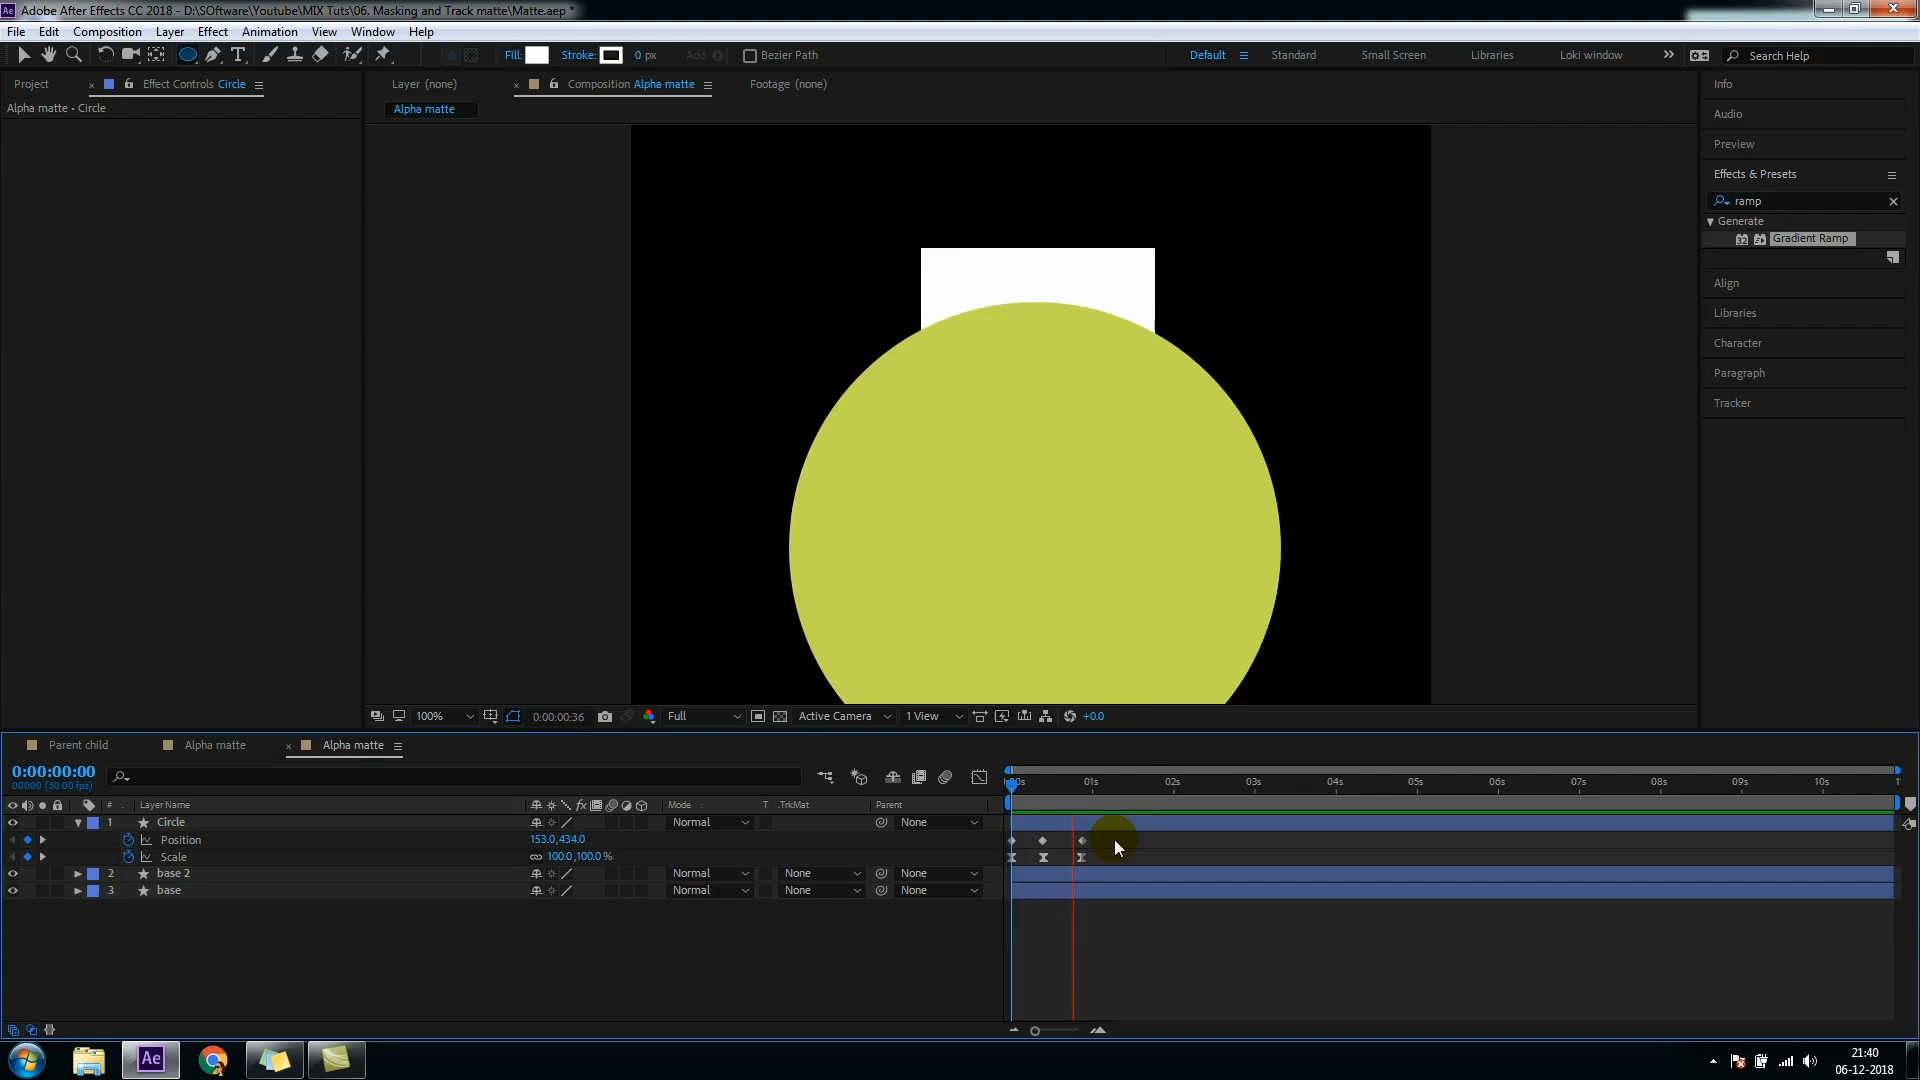 Ae Adobe After Effects CC 2018 - D:\SOftware\Youtube\MIX Tuts\06. Masking and Track matte\Matte.aep *
File Edit Composition Layer Effect Animation View Window Help
T Fill: Stroke: 0 px Add: Bezier Path Default Standard Small Screen Libraries Loki window Search Help
Project Effect Controls Circle Layer (none) Composition Alpha matte Footage (none) Info
Alpha matte • Circle Alpha matte
Audio
Preview
Effects & Presets
ramp
Generate
32 Gradient Ramp
Align
Libraries
Character
Paragraph
Tracker
100% 0:00:00:36 Full Active Camera 1 View +0.0
Parent child Alpha matte Alpha matte
0:00:00:00
00000 (50.00 fps)
:00s 01s 02s 03s 04s 05s 06s 07s 08s 09s 10s 1
# Layer Name fx Mode T .TrkMat Parent
1 Circle Normal None
Position 153.0,434.0
Scale 100.0,100.0 %
2 base 2 Normal None None
3 base Normal None None
Ae
21:40
06-12-2018